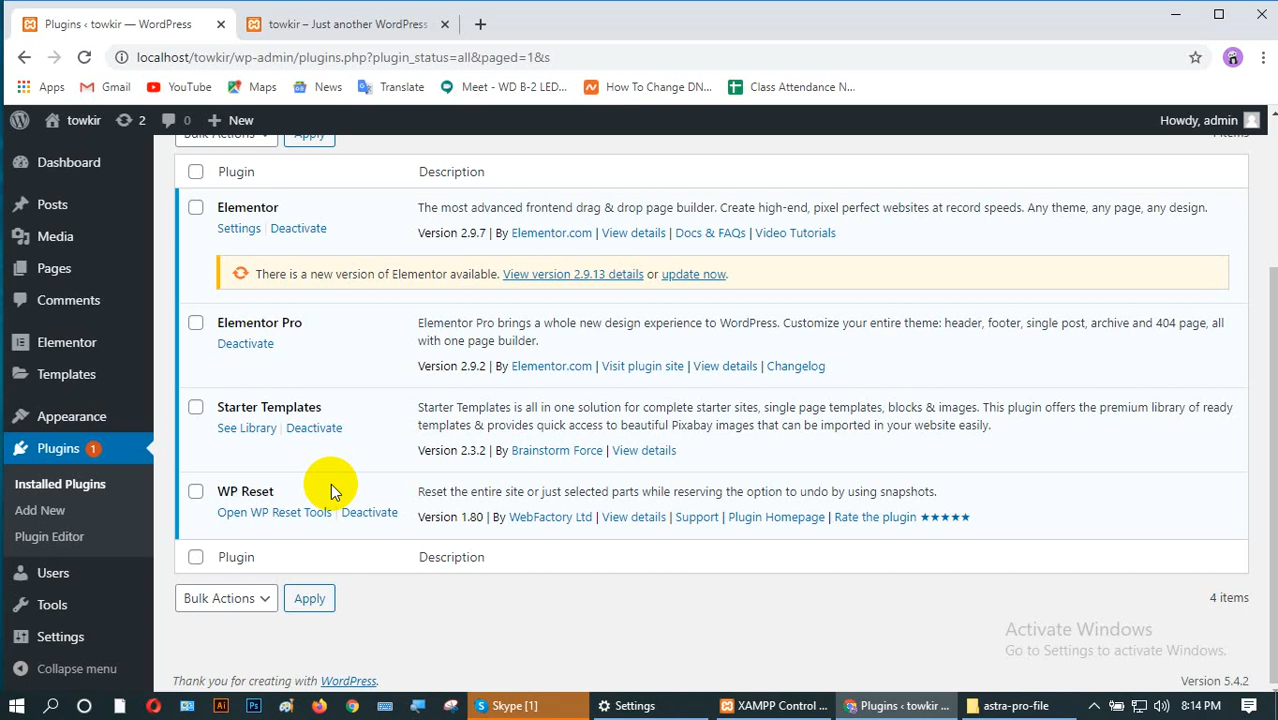 Plugins ‹ towkir — WordPress
towkir – Just another WordPress
localhost/towkir/wp-admin/plugins.php?plugin_status=all&paged=1&s
Apps Gmail YouTube Maps News Translate Meet - WD B-2 LED... How To Change DN... Class Attendance N...
towkir 2 0 New Howdy, admin
Bulk Actions Apply
Dashboard
Posts
Media
Pages
Comments
Elementor
Templates
Appearance
Plugins 1
Installed Plugins
Add New
Plugin Editor
Users
Tools
Settings
Collapse menu
Plugin Description
Elementor
Settings | Deactivate
The most advanced frontend drag & drop page builder. Create high-end, pixel perfect websites at record speeds. Any theme, any page, any design.
Version 2.9.7 | By Elementor.com | View details | Docs & FAQs | Video Tutorials
There is a new version of Elementor available. View version 2.9.13 details or update now.
Elementor Pro
Deactivate
Elementor Pro brings a whole new design experience to WordPress. Customize your entire theme: header, footer, single post, archive and 404 page, all
with one page builder.
Version 2.9.2 | By Elementor.com | Visit plugin site | View details | Changelog
Starter Templates
See Library | Deactivate
Starter Templates is all in one solution for complete starter sites, single page templates, blocks & images. This plugin offers the premium library of ready
templates & provides quick access to beautiful Pixabay images that can be imported in your website easily.
Version 2.3.2 | By Brainstorm Force | View details
WP Reset
Open WP Reset Tools | Deactivate
Reset the entire site or just selected parts while reserving the option to undo by using snapshots.
Version 1.80 | By WebFactory Ltd | View details | Support | Plugin Homepage | Rate the plugin ★★★★★
Plugin Description
Bulk Actions Apply 4 items
Activate Windows
Go to Settings to activate Windows.
Thank you for creating with WordPress. Version 5.4.2
Skype [1] Settings XAMPP Control ... Plugins ‹ towkir ... astra-pro-file 8:14 PM